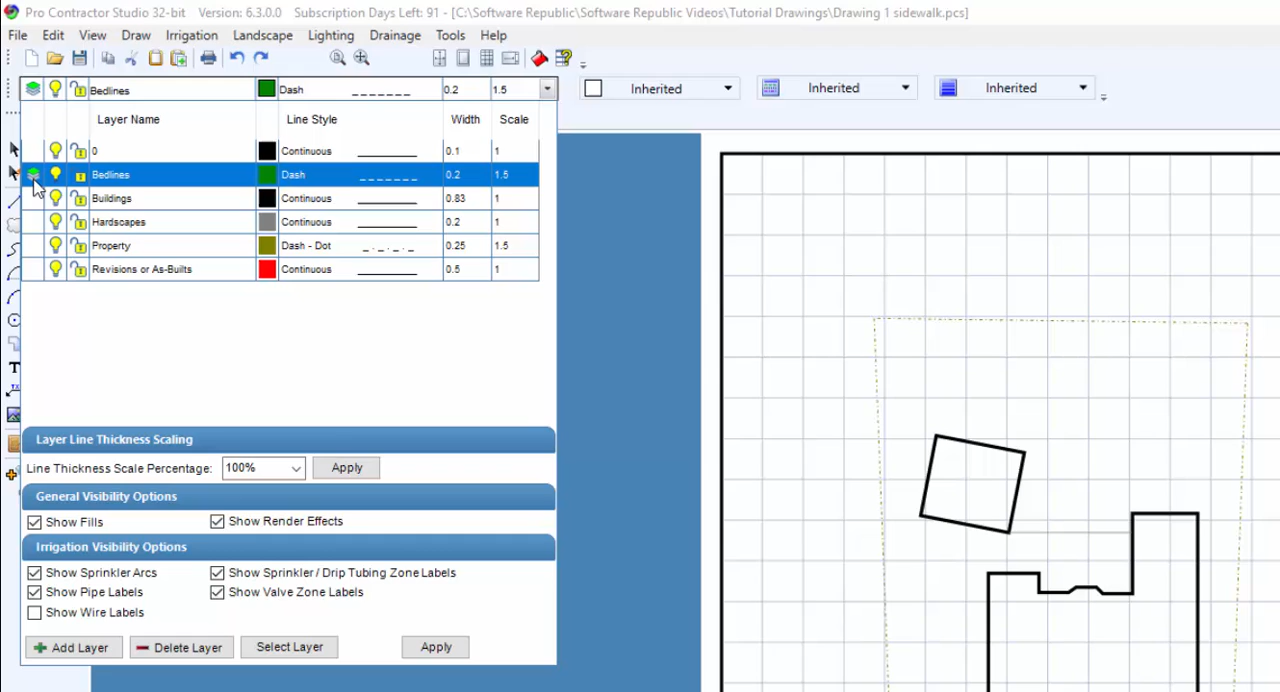 Pro Contractor Studio 32-bit Version: 6.3.0.0 Subscription Days Left: 91 - [C:\Software Republic\Software Republic Videos\Tutorial Drawings\Drawing 1 sidewalk.pcs]
File Edit View Draw Irrigation Landscape Lighting Drainage Tools Help
Bedlines Dash 0.2 1.5 Inherited Inherited Inherited
Layer Name Line Style Width Scale
0 Continuous 0.1 1
Bedlines Dash 0.2 1.5
Buildings Continuous 0.83 1
Hardscapes Continuous 0.2 1
Property Dash - Dot 0.25 1.5
Revisions or As-Builts Continuous 0.5 1
Layer Line Thickness Scaling
Line Thickness Scale Percentage: 100% Apply
General Visibility Options
Show Fills Show Render Effects
Irrigation Visibility Options
Show Sprinkler Arcs Show Sprinkler / Drip Tubing Zone Labels
Show Pipe Labels Show Valve Zone Labels
Show Wire Labels
Add Layer Delete Layer Select Layer Apply